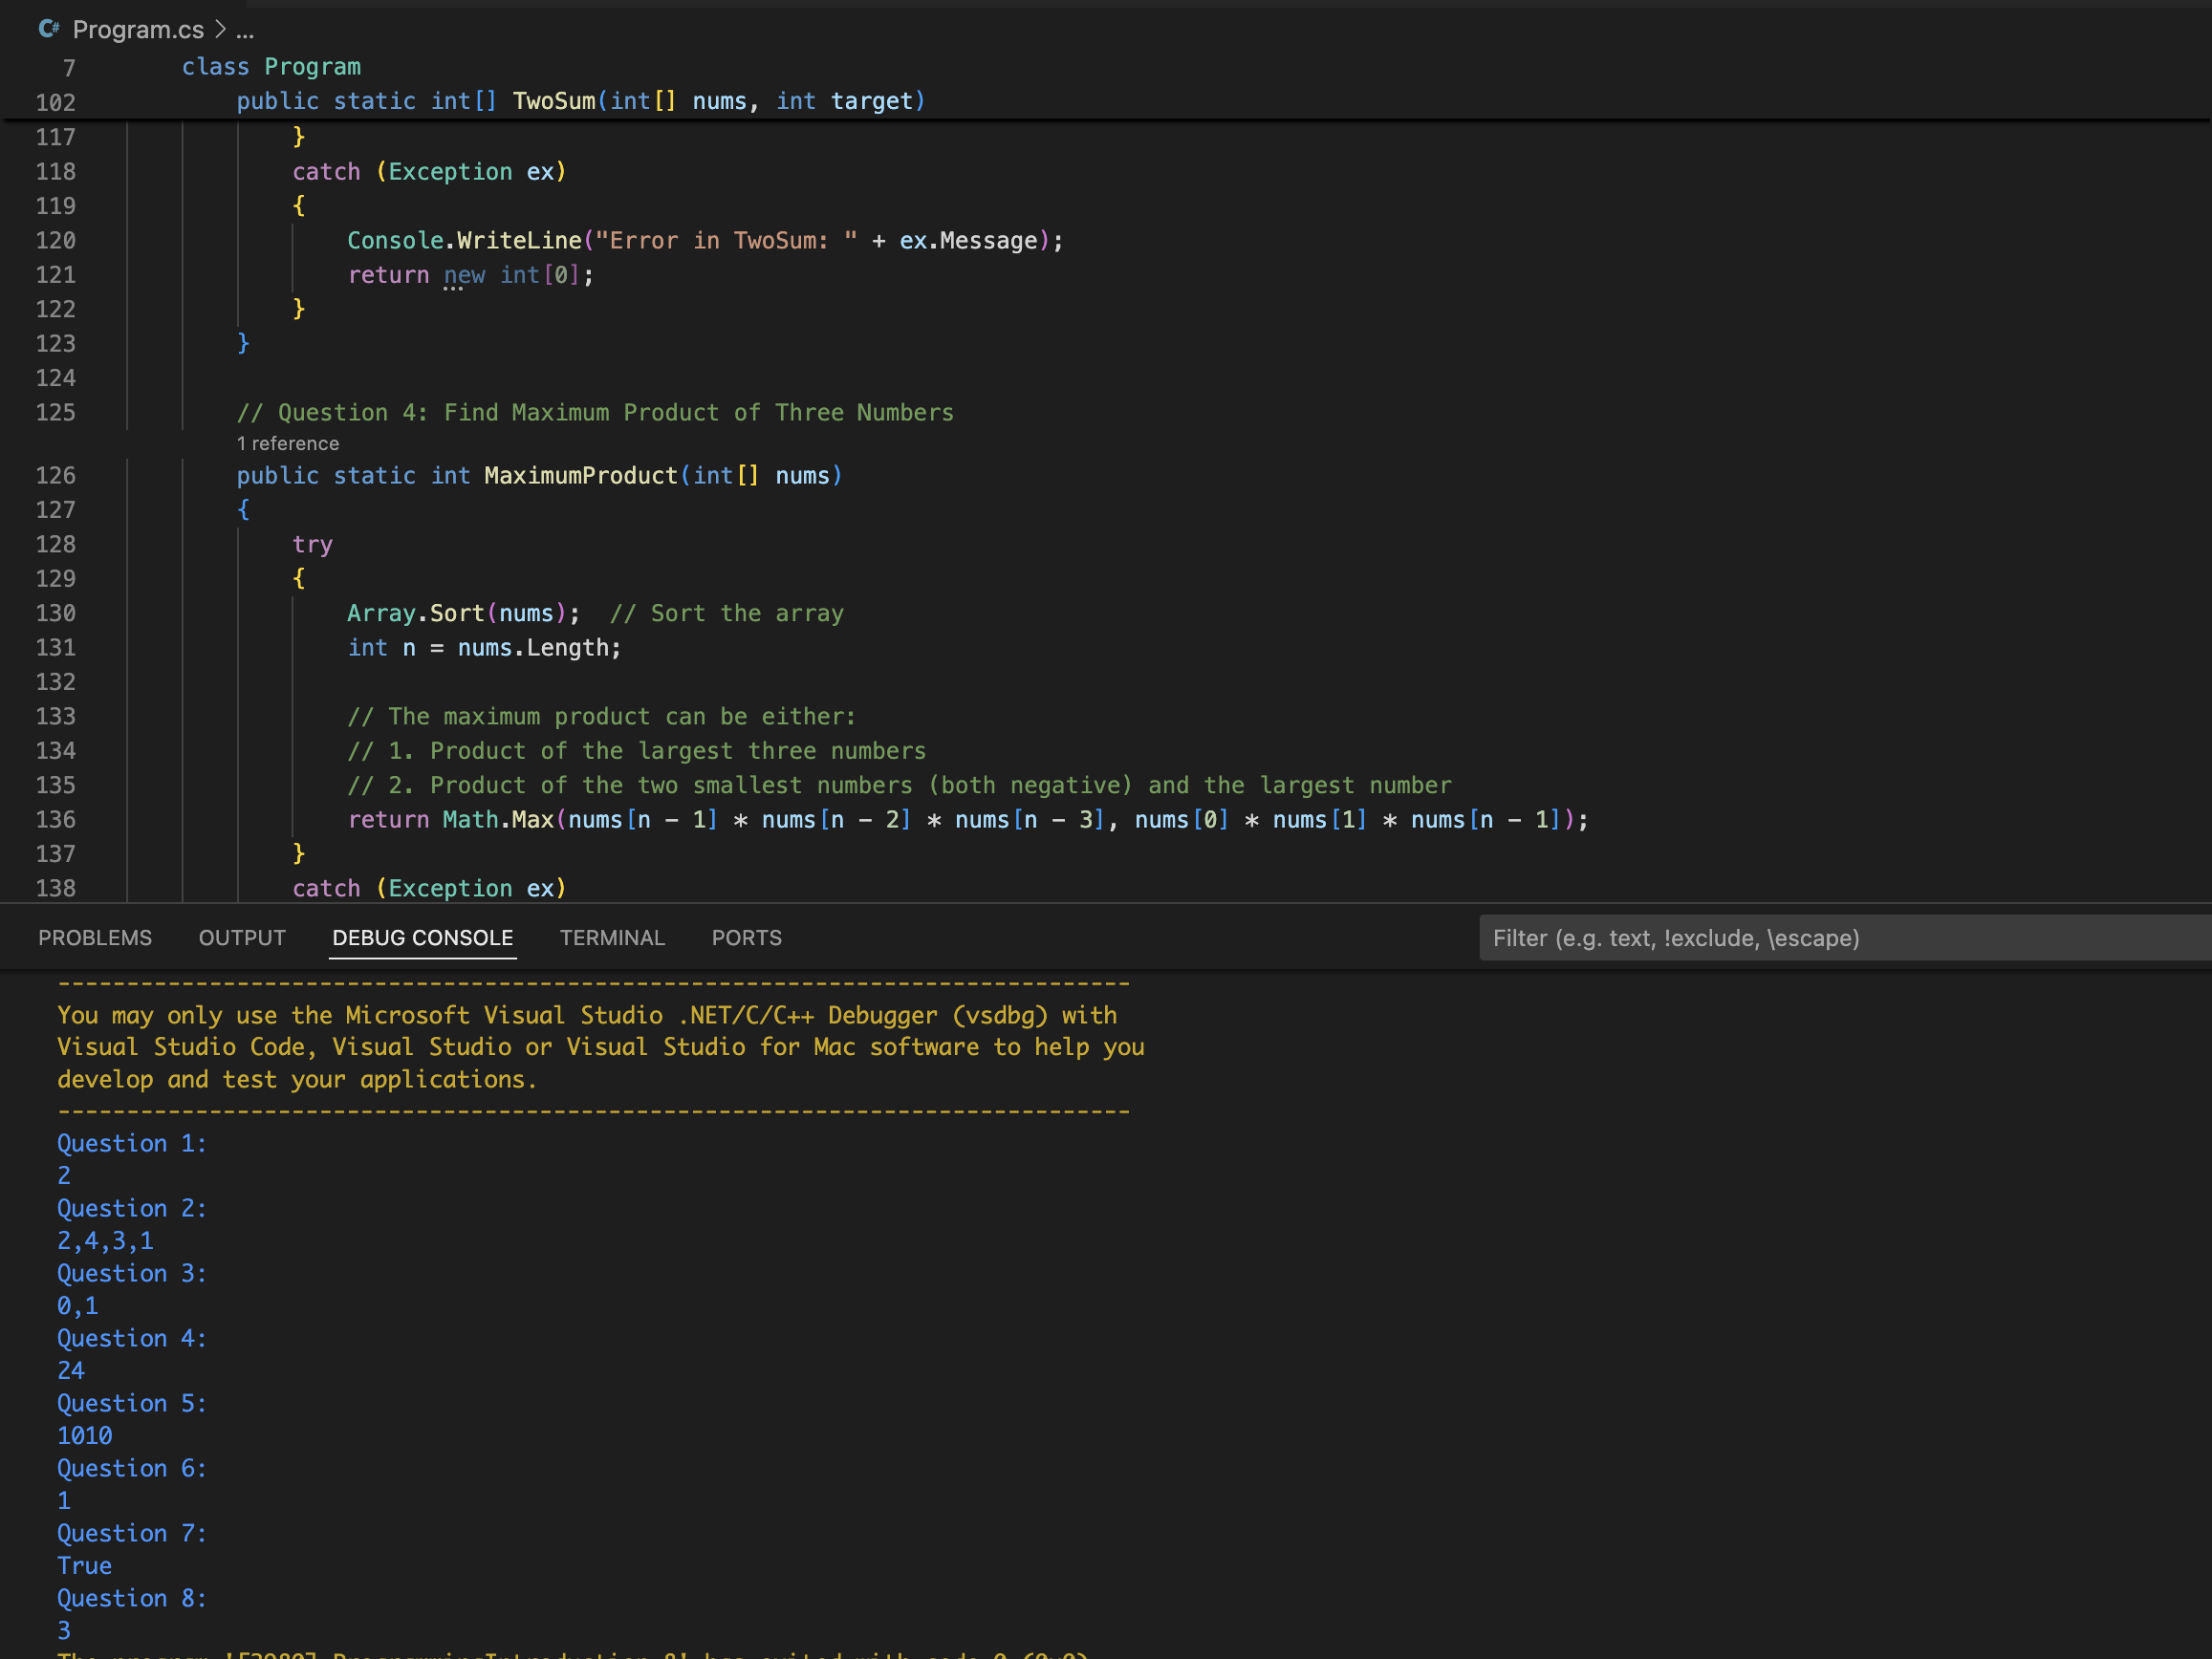 C# Program.cs > ...
7 class Program
102 public static int[] TwoSum(int[] nums, int target)
117 }
118 catch (Exception ex)
119 {
120 Console.WriteLine("Error in TwoSum: " + ex.Message);
121 return new int[0];
122 }
123 }
124
125 // Question 4: Find Maximum Product of Three Numbers
1 reference
126 public static int MaximumProduct(int[] nums)
127 {
128 try
129 {
130 Array.Sort(nums); // Sort the array
131 int n = nums.Length;
132
133 // The maximum product can be either:
134 // 1. Product of the largest three numbers
135 // 2. Product of the two smallest numbers (both negative) and the largest number
136 return Math.Max(nums[n - 1] * nums[n - 2] * nums[n - 3], nums[0] * nums[1] * nums[n - 1]);
137 }
138 catch (Exception ex)
PROBLEMS OUTPUT DEBUG CONSOLE TERMINAL PORTS Filter (e.g. text, !exclude, \escape)
------------------------------------------------------------------------------
You may only use the Microsoft Visual Studio .NET/C/C++ Debugger (vsdbg) with
Visual Studio Code, Visual Studio or Visual Studio for Mac software to help you
develop and test your applications.
------------------------------------------------------------------------------
Question 1:
2
Question 2:
2,4,3,1
Question 3:
0,1
Question 4:
24
Question 5:
1010
Question 6:
1
Question 7:
True
Question 8:
3
The program has exited with code 0 (0x0).